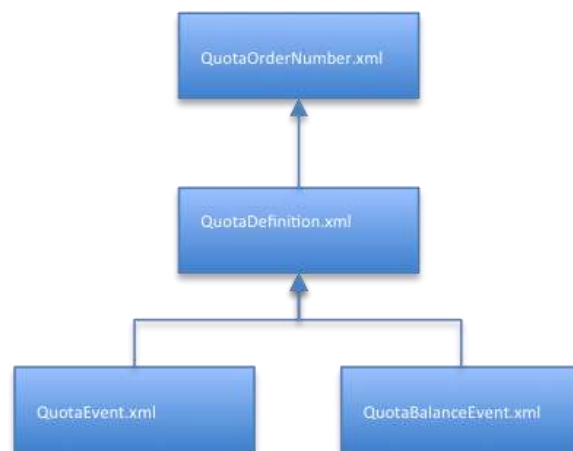 QuotaOrderNumber.xml
QuotaDefinition.xml
QuotaEvent.xml
QuotaBalanceEvent.xml